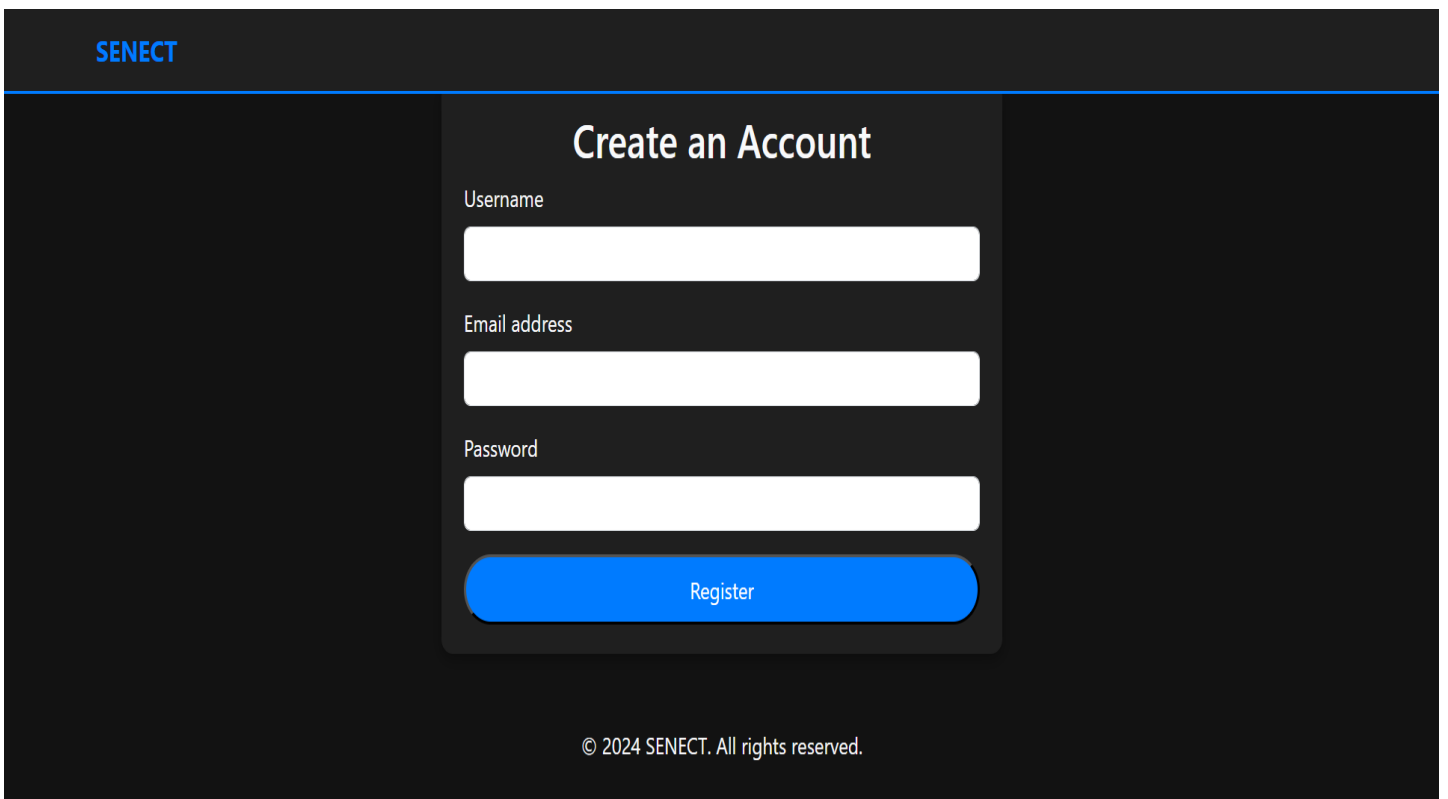 SENECT
Create an Account
Username
Email address
Password
Register
© 2024 SENECT. All rights reserved.